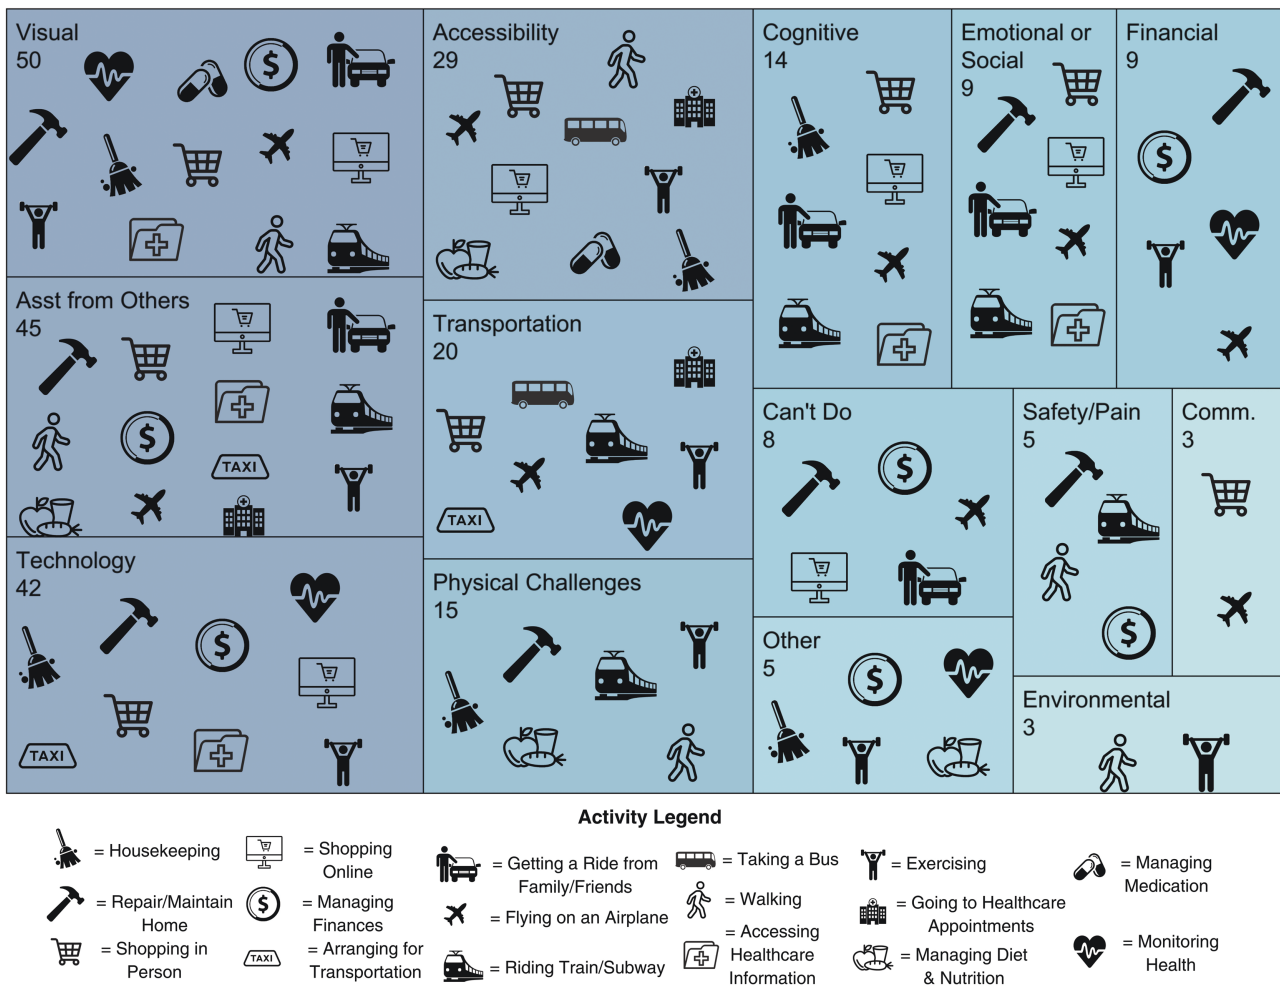 Visual
50
Asst from Others
45
TAXI
Technology
42
TAXI
Accessibility
29
Transportation
20
TAXI
Physical Challenges
15
Cognitive
14
Emotional or
Social
9
Financial
9
Can't Do
8
Other
5
Safety/Pain
5
Comm.
3
Environmental
3
Activity Legend
= Housekeeping
= Repair/Maintain
Home
= Shopping in
Person
= Shopping
Online
$ = Managing
Finances
TAXI = Arranging for
Transportation
= Getting a Ride from
Family/Friends
= Flying on an Airplane
= Riding Train/Subway
= Taking a Bus
= Walking
= Accessing
Healthcare
Information
= Exercising
= Going to Healthcare
Appointments
= Managing Diet
& Nutrition
= Managing
Medication
= Monitoring
Health